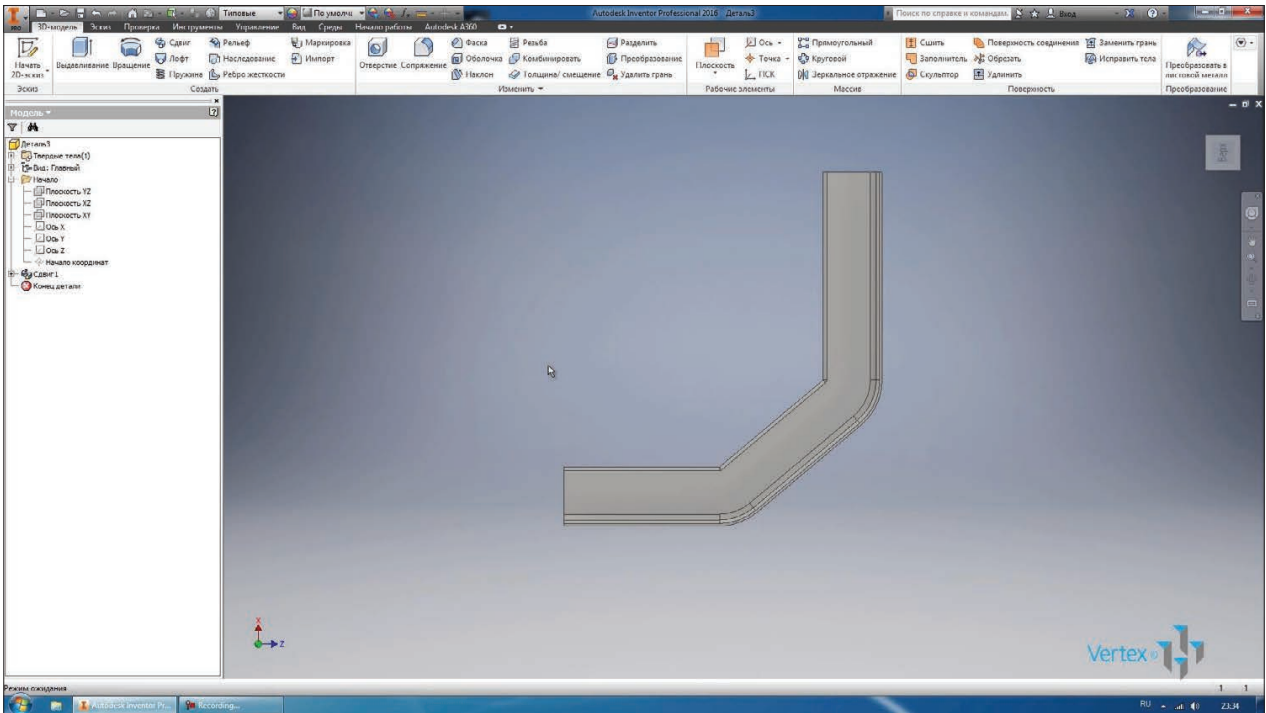 Типовые По умолч Autodesk Inventor Professional 2016 Деталь3 Поиск по справке и командам. Вход
3D-модель Эскиз Проверка Инструменты Управление Вид Среды Начало работы Autodesk A360
Сдвиг Рельеф Маркировка Фаска Резьба Разделить Ось Прямоугольный Сшить Поверхность соединения Заменить грань
Начать 2D-эскиз Выдавливание Вращение Лофт Наследование Импорт Отверстие Сопряжение Оболочка Комбинировать Преобразование Плоскость Точка Круговой Заполнитель Обрезать Исправить тела Преобразовать в листовой металл
Пружина Ребро жесткости Наклон Толщина/ смещение Удалить грань ПСК Зеркальное отражение Скульптор Удлинить
Эскиз Создать Изменить Рабочие элементы Массив Поверхность Преобразование
Модель
Деталь3
Твердые тела(1)
Вид: Главный
Начало
Плоскость YZ
Плоскость XZ
Плоскость XY
Ось X
Ось Y
Ось Z
Начало координат
Сдвиг1
Конец детали
Верх
X
Z
Vertex
Режим ожидания 1 1
Autodesk Inventor Pr... Recording... RU 23:34